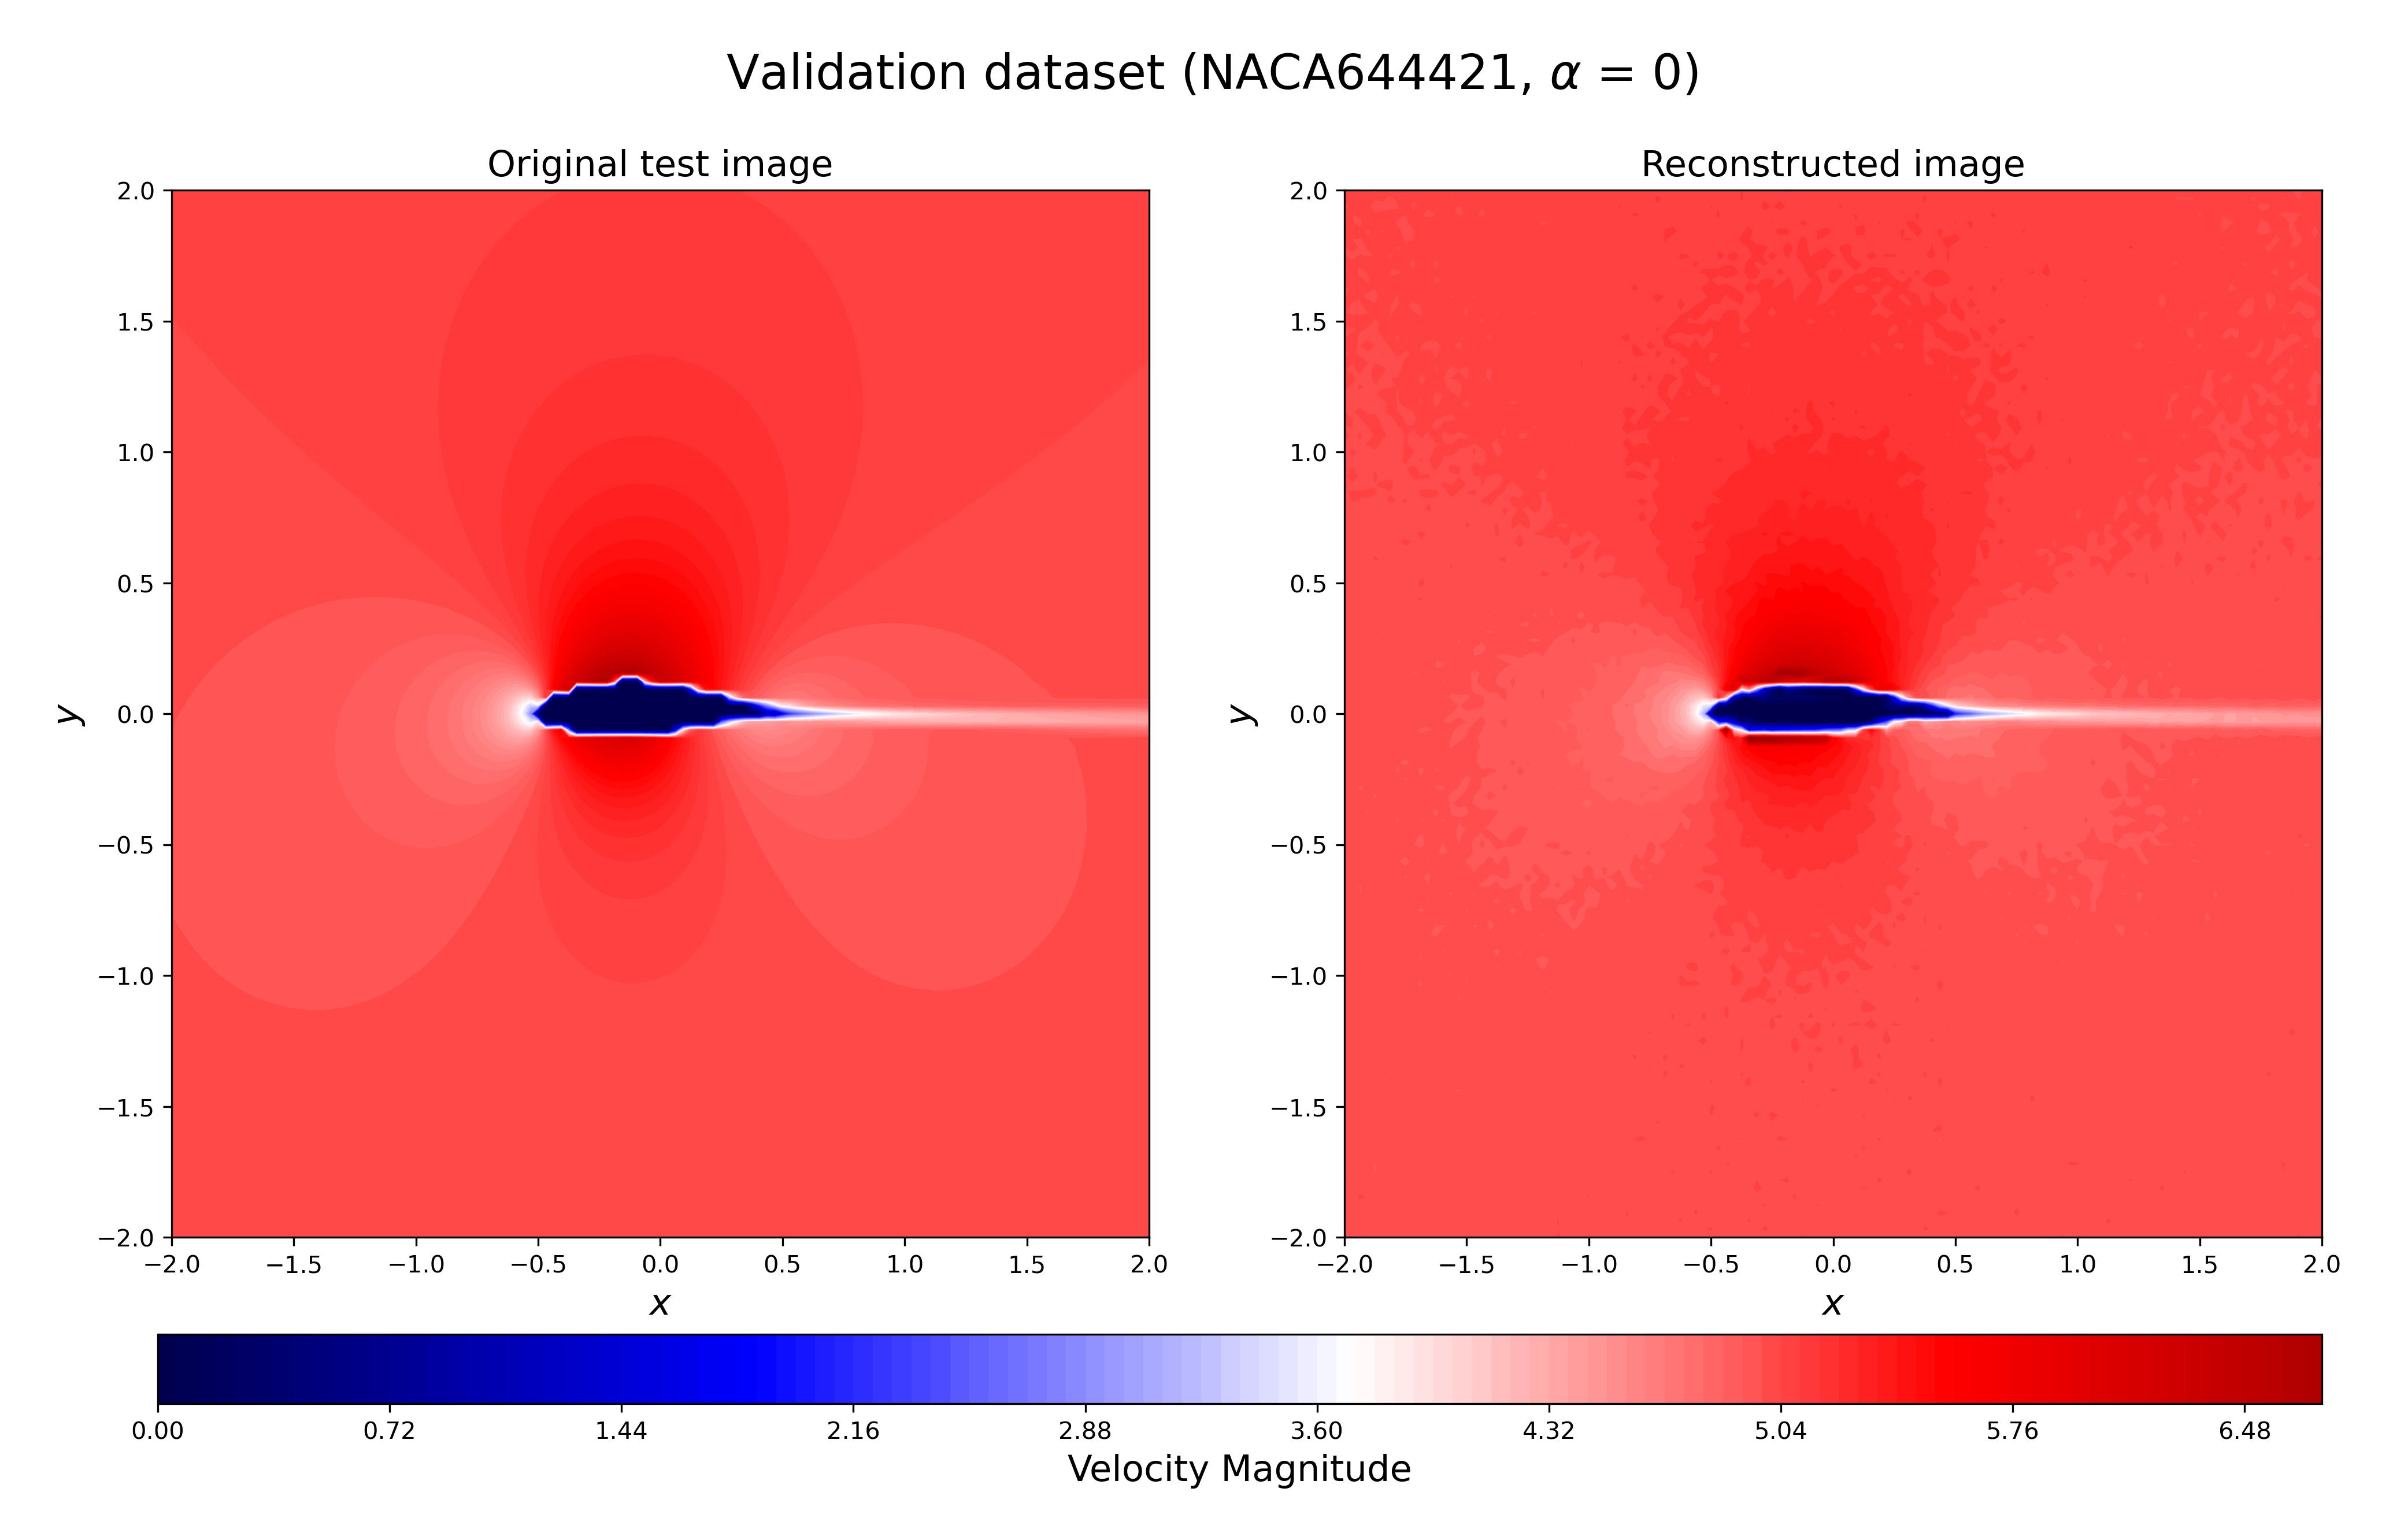 Validation dataset (NACA644421, α = 0)
Original test image
Reconstructed image
2.0
1.5
1.0
0.5
0.0
−0.5
−1.0
−1.5
−2.0
y
2.0
1.5
1.0
0.5
0.0
−0.5
−1.0
−1.5
−2.0
y
−2.0 −1.5 −1.0 −0.5 0.0 0.5 1.0 1.5 2.0
−2.0 −1.5 −1.0 −0.5 0.0 0.5 1.0 1.5 2.0
x
x
0.00 0.72 1.44 2.16 2.88 3.60 4.32 5.04 5.76 6.48
Velocity Magnitude